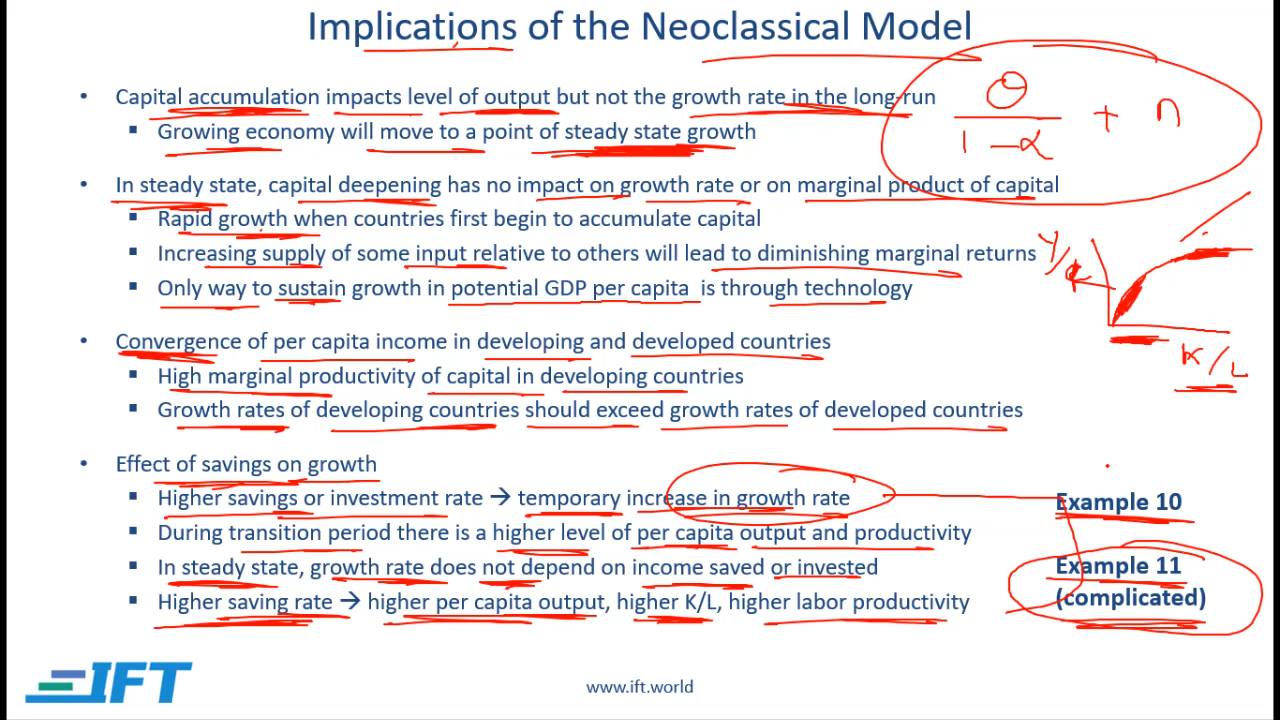 Implications of the Neoclassical Model
• Capital accumulation impacts level of output but not the growth rate in the long-run
▪ Growing economy will move to a point of steady state growth
θ
1 - α
+ n
• In steady state, capital deepening has no impact on growth rate or on marginal product of capital
▪ Rapid growth when countries first begin to accumulate capital
▪ Increasing supply of some input relative to others will lead to diminishing marginal returns
▪ Only way to sustain growth in potential GDP per capita is through technology
K/L
• Convergence of per capita income in developing and developed countries
▪ High marginal productivity of capital in developing countries
▪ Growth rates of developing countries should exceed growth rates of developed countries
• Effect of savings on growth
▪ Higher savings or investment rate → temporary increase in growth rate
▪ During transition period there is a higher level of per capita output and productivity
▪ In steady state, growth rate does not depend on income saved or invested
▪ Higher saving rate → higher per capita output, higher K/L, higher labor productivity
Example 10
Example 11
(complicated)
IFT
www.ift.world